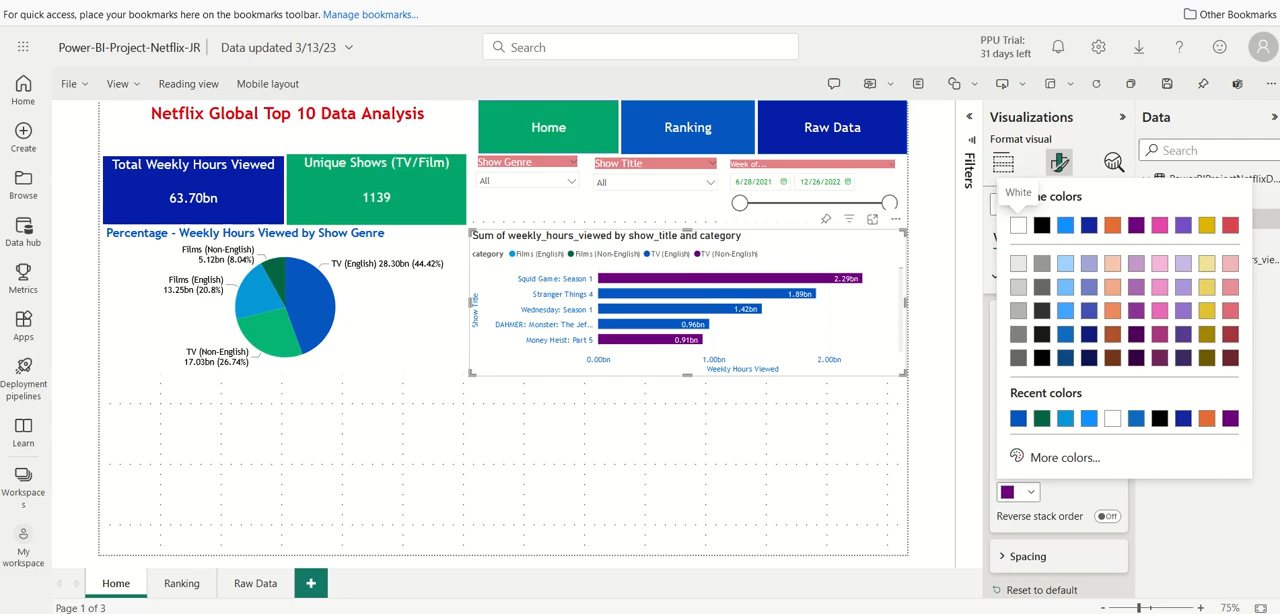 For quick access, place your bookmarks here on the bookmarks toolbar. Manage bookmarks...
Other Bookmarks
Power-BI-Project-Netflix-JR
Data updated 3/13/23
Search
PPU Trial:
31 days left
File
View
Reading view
Mobile layout
Home
Create
Browse
Data hub
Metrics
Apps
Deployment
pipelines
Learn
Workspace
s
My
workspace
Netflix Global Top 10 Data Analysis
Home
Ranking
Raw Data
Total Weekly Hours Viewed
63.70bn
Unique Shows (TV/Film)
1139
Show Genre
All
Show Title
All
Week of...
6/28/2021
12/26/2022
Percentage - Weekly Hours Viewed by Show Genre
Films (Non-English)
5.12bn (8.04%)
TV (English) 28.30bn (44.42%)
Films (English)
13.25bn (20.8%)
TV (Non-English)
17.03bn (26.74%)
Sum of weekly_hours_viewed by show_title and category
category Films (English) Films (Non-English) TV (English) TV (Non-English)
Show Title
Squid Game: Season 1
2.29bn
Stranger Things 4
1.89bn
Wednesday: Season 1
1.42bn
DAHMER: Monster: The Jef...
0.96bn
Money Heist: Part 5
0.91bn
0.00bn
1.00bn
2.00bn
Weekly Hours Viewed
Filters
Visualizations
Format visual
White
Recent colors
More colors...
Reverse stack order
Off
Spacing
Reset to default
Data
Search
Home
Ranking
Raw Data
Page 1 of 3
75%